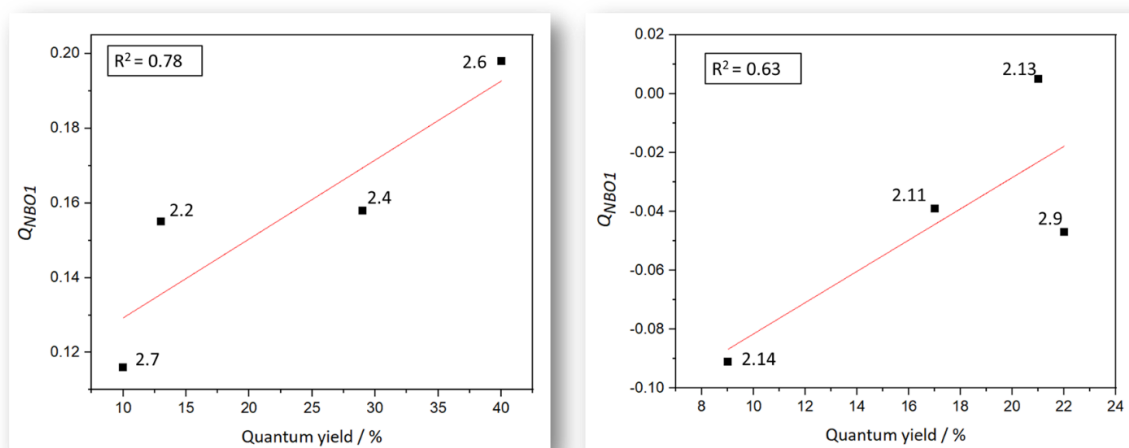 R² = 0.78
0.20
0.18
0.16
0.14
0.12
Q_NBO1
2.6
2.2
2.4
2.7
10 15 20 25 30 35 40
Quantum yield / %
R² = 0.63
0.02
0.00
-0.02
-0.04
-0.06
-0.08
-0.10
Q_NBO1
2.13
2.11
2.9
2.14
8 10 12 14 16 18 20 22 24
Quantum yield / %